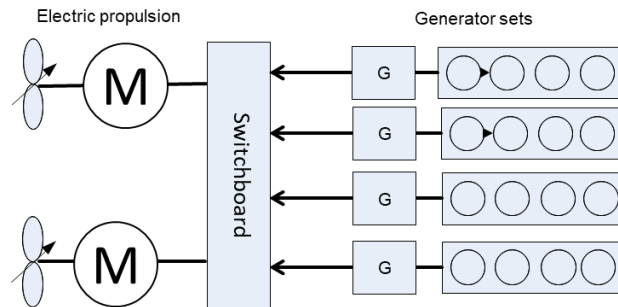 Electric propulsion
Generator sets
M
M
Switchboard
G
G
G
G